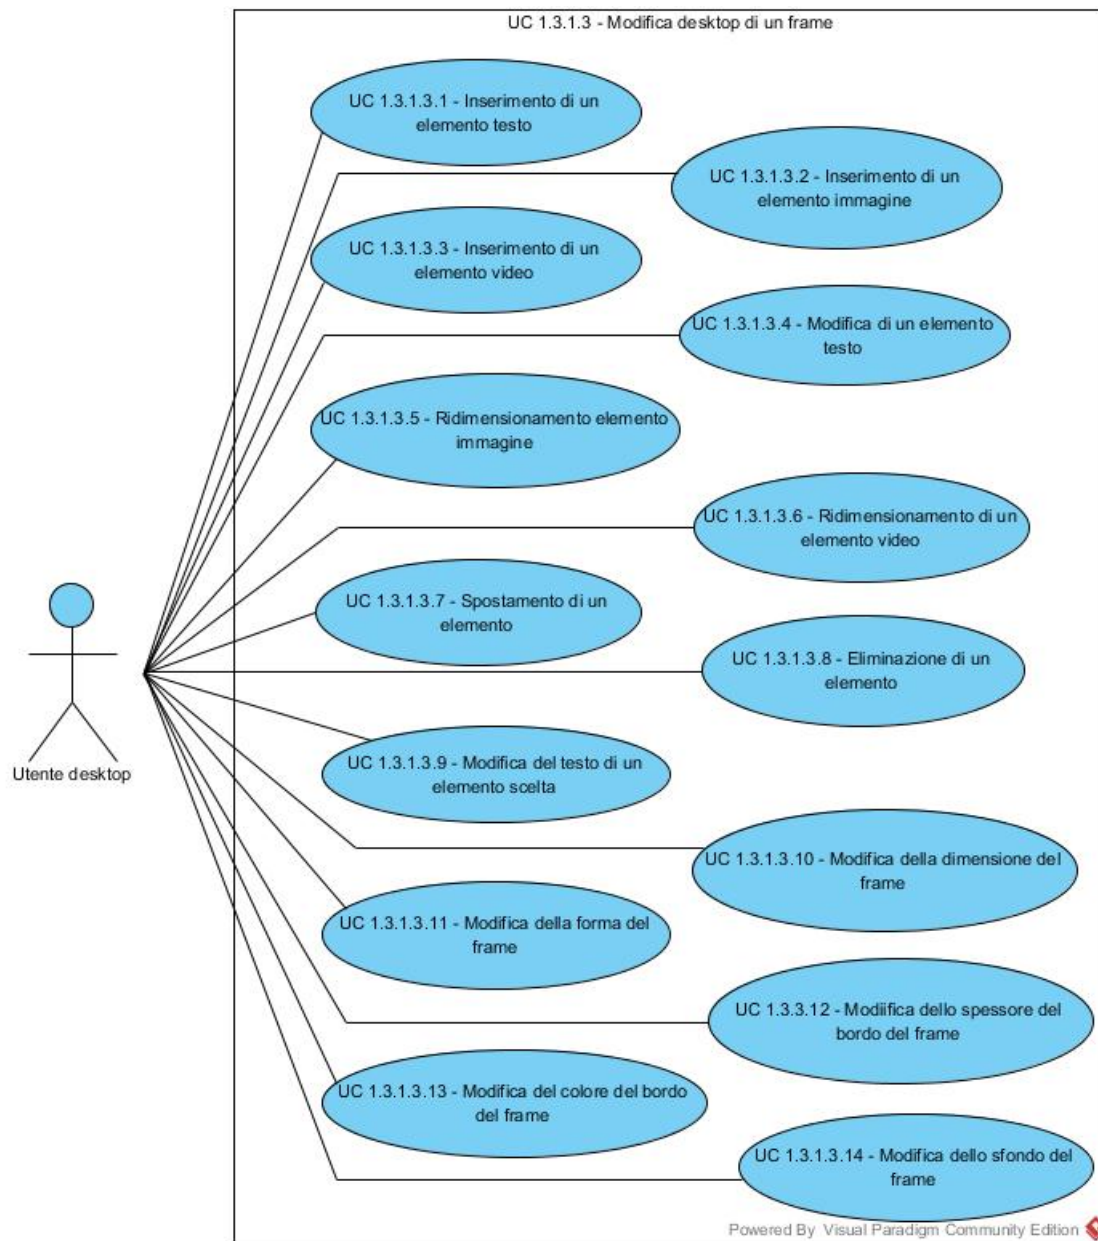 UC 1.3.1.3 - Modifica desktop di un frame
UC 1.3.1.3.1 - Inserimento di un
elemento testo
UC 1.3.1.3.2 - Inserimento di un
elemento immagine
UC 1.3.1.3.3 - Inserimento di un
elemento video
UC 1.3.1.3.4 - Modifica di un elemento
testo
UC 1.3.1.3.5 - Ridimensionamento elemento
immagine
UC 1.3.1.3.6 - Ridimensionamento di un
elemento video
UC 1.3.1.3.7 - Spostamento di un
elemento
UC 1.3.1.3.8 - Eliminazione di un
elemento
Utente desktop
UC 1.3.1.3.9 - Modifica del testo di un
elemento scelta
UC 1.3.1.3.10 - Modifica della dimensione del
frame
UC 1.3.1.3.11 - Modifica della forma del
frame
UC 1.3.3.12 - Modiifica dello spessore del
bordo del frame
UC 1.3.1.3.13 - Modifica del colore del bordo
del frame
UC 1.3.1.3.14 - Modifica dello sfondo del
frame
Powered By Visual Paradigm Community Edition